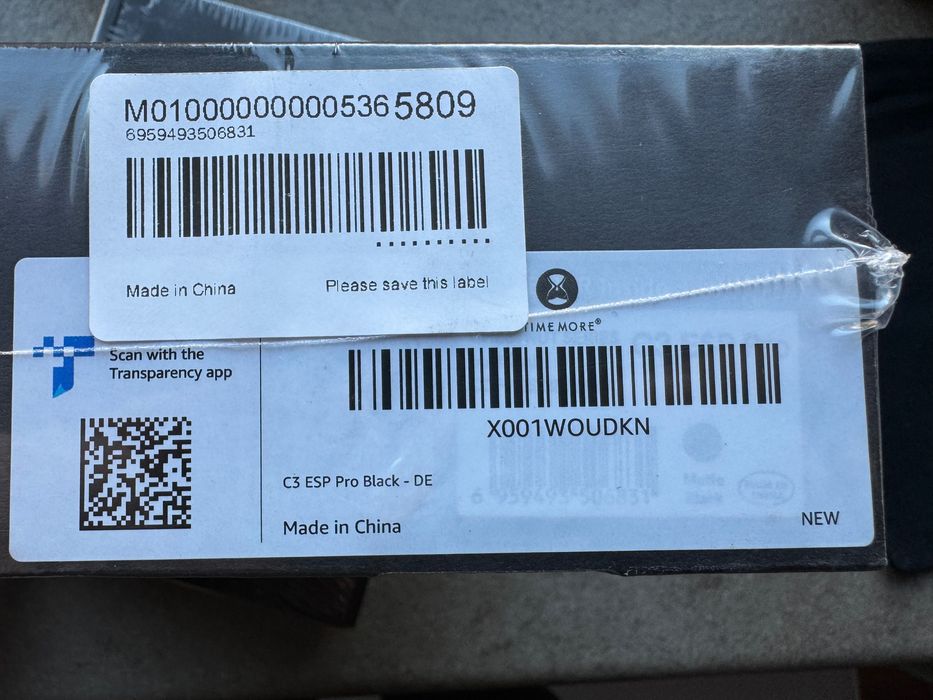 M0100000000005365809
6959493506831
Made in China
Please save this label
TIMEMORE®
Scan with the
Transparency app
X001WOUDKN
C3 ESP Pro Black - DE
Made in China
NEW